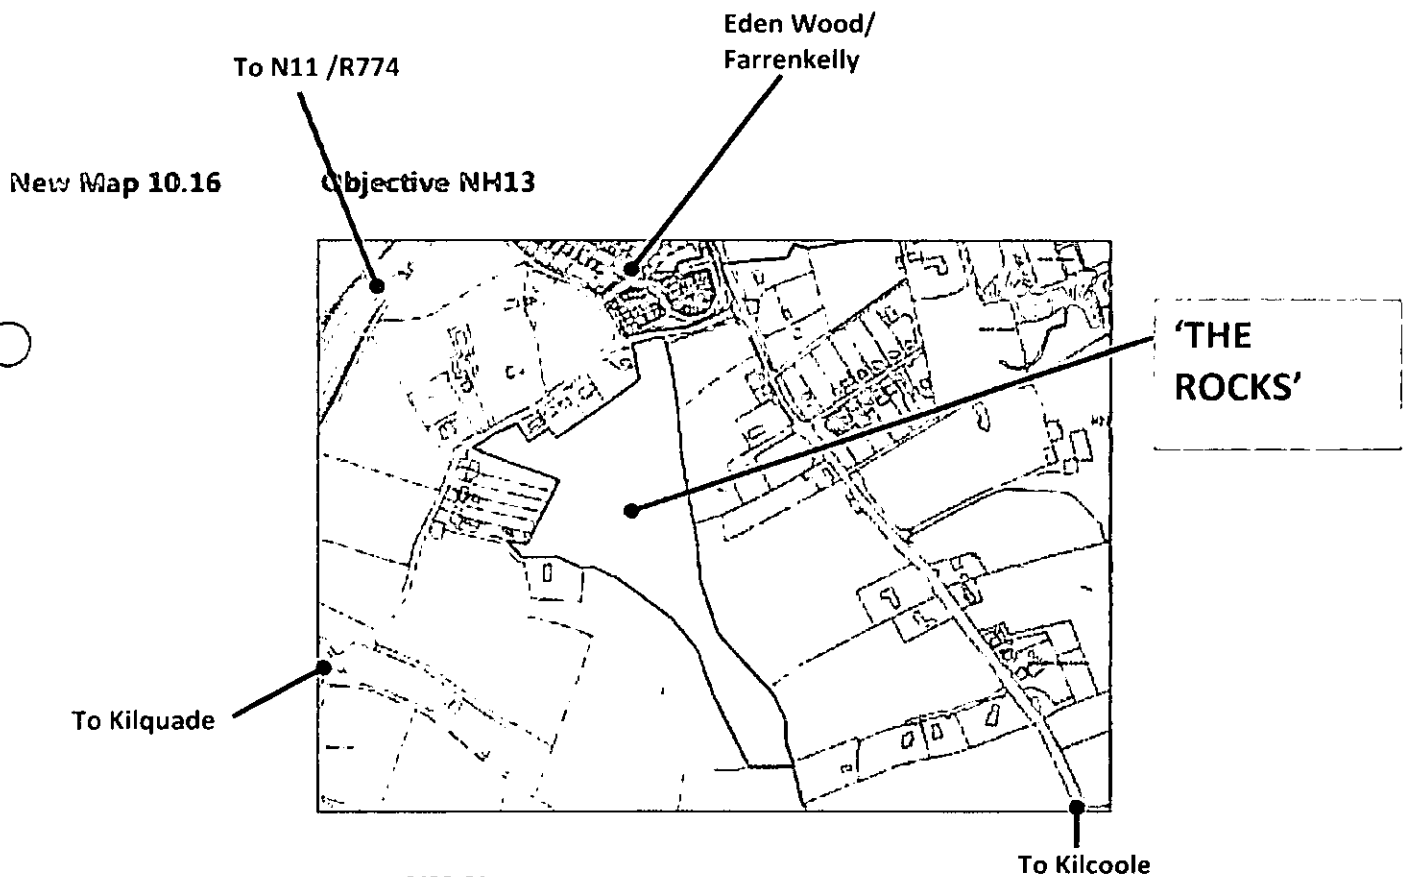 Eden Wood/
Farrenkelly
To N11 /R774
New Map 10.16 Objective NH13
'THE
ROCKS'
To Kilquade
To Kilcoole